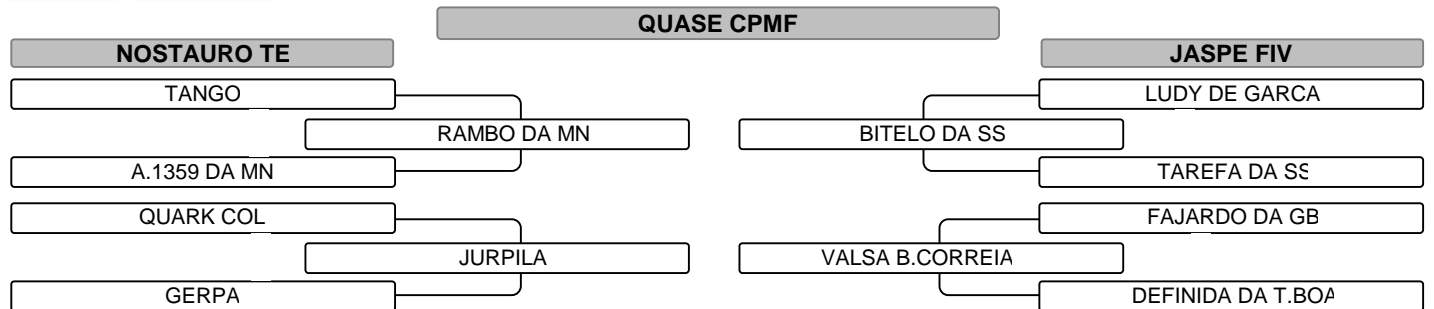 QUASE CPMF
NOSTAURO TE
JASPE FIV
TANGO
LUDY DE GARCA
RAMBO DA MN
BITELO DA SS
A.1359 DA MN
TAREFA DA SS
QUARK COL
FAJARDO DA GB
JURPILA
VALSA B.CORREIA
GERPA
DEFINIDA DA T.BOA